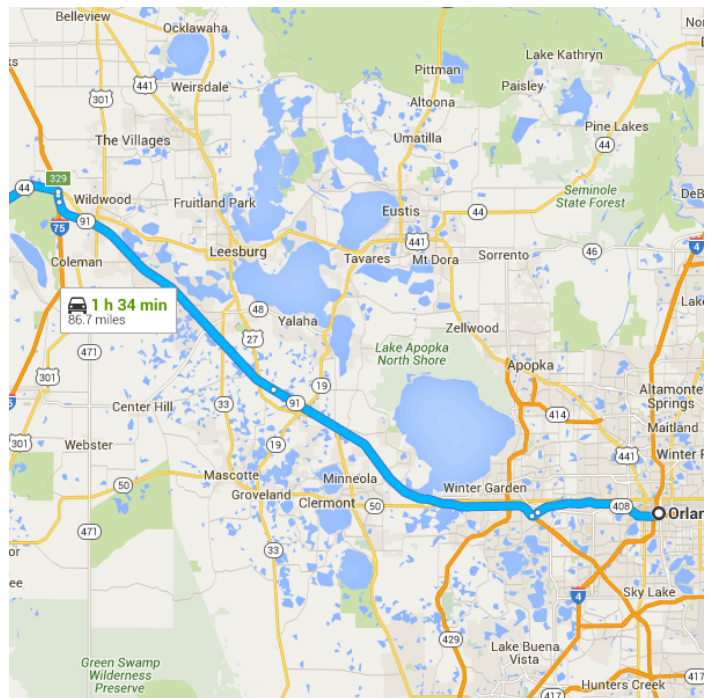 Belleview
Ocklawaha
Lake Kathryn
Pittman
Paisley
441
Weirsdale
301
Altoona
The Villages
Umatilla
Pine Lakes
44
329
44
Wildwood
Fruitland Park
Seminole
State Forest
DeB
Eustis
44
91
75
Leesburg
441
4
Coleman
Tavares
Mt Dora
Sorrento
46
1 h 34 min
86.7 miles
48
Yalaha
Zellwood
27
471
Lake Apopka
North Shore
Apopka
301
19
Altamonte
Springs
Center Hill
33
91
414
Maitland
Webster
19
441
Winter P
301
50
Mascotte
Minneola
Winter Garden
Groveland
Clermont
50
408
Orlan
471
33
4
Sky Lake
429
Green Swamp
Wilderness
Preserve
Lake Buena
Vista
417
417
Hunters Creek
417